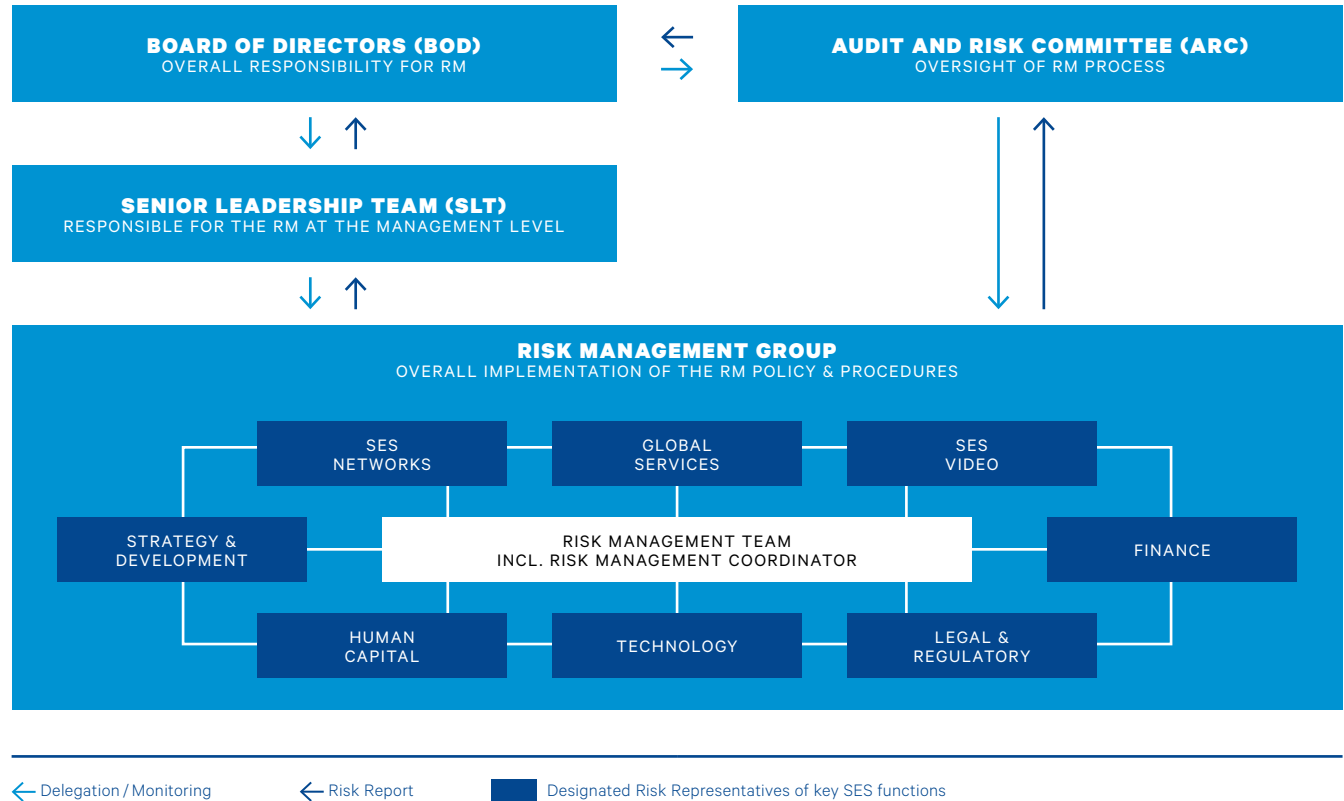 BOARD OF DIRECTORS (BOD)
OVERALL RESPONSIBILITY FOR RM
AUDIT AND RISK COMMITTEE (ARC)
OVERSIGHT OF RM PROCESS
SENIOR LEADERSHIP TEAM (SLT)
RESPONSIBLE FOR THE RM AT THE MANAGEMENT LEVEL
RISK MANAGEMENT GROUP
OVERALL IMPLEMENTATION OF THE RM POLICY & PROCEDURES
SES
NETWORKS
GLOBAL
SERVICES
SES
VIDEO
STRATEGY &
DEVELOPMENT
RISK MANAGEMENT TEAM
INCL. RISK MANAGEMENT COORDINATOR
FINANCE
HUMAN
CAPITAL
TECHNOLOGY
LEGAL &
REGULATORY
Delegation / Monitoring
Risk Report
Designated Risk Representatives of key SES functions